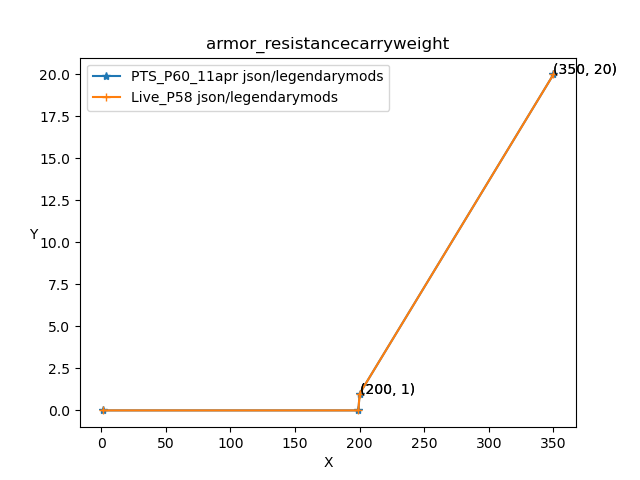 armor_resistancecarryweight
PTS_P60_11apr json/legendarymods
Live_P58 json/legendarymods
(350, 20)
(200, 1)
Y
20.0
17.5
15.0
12.5
10.0
7.5
5.0
2.5
0.0
0 50 100 150 200 250 300 350
X